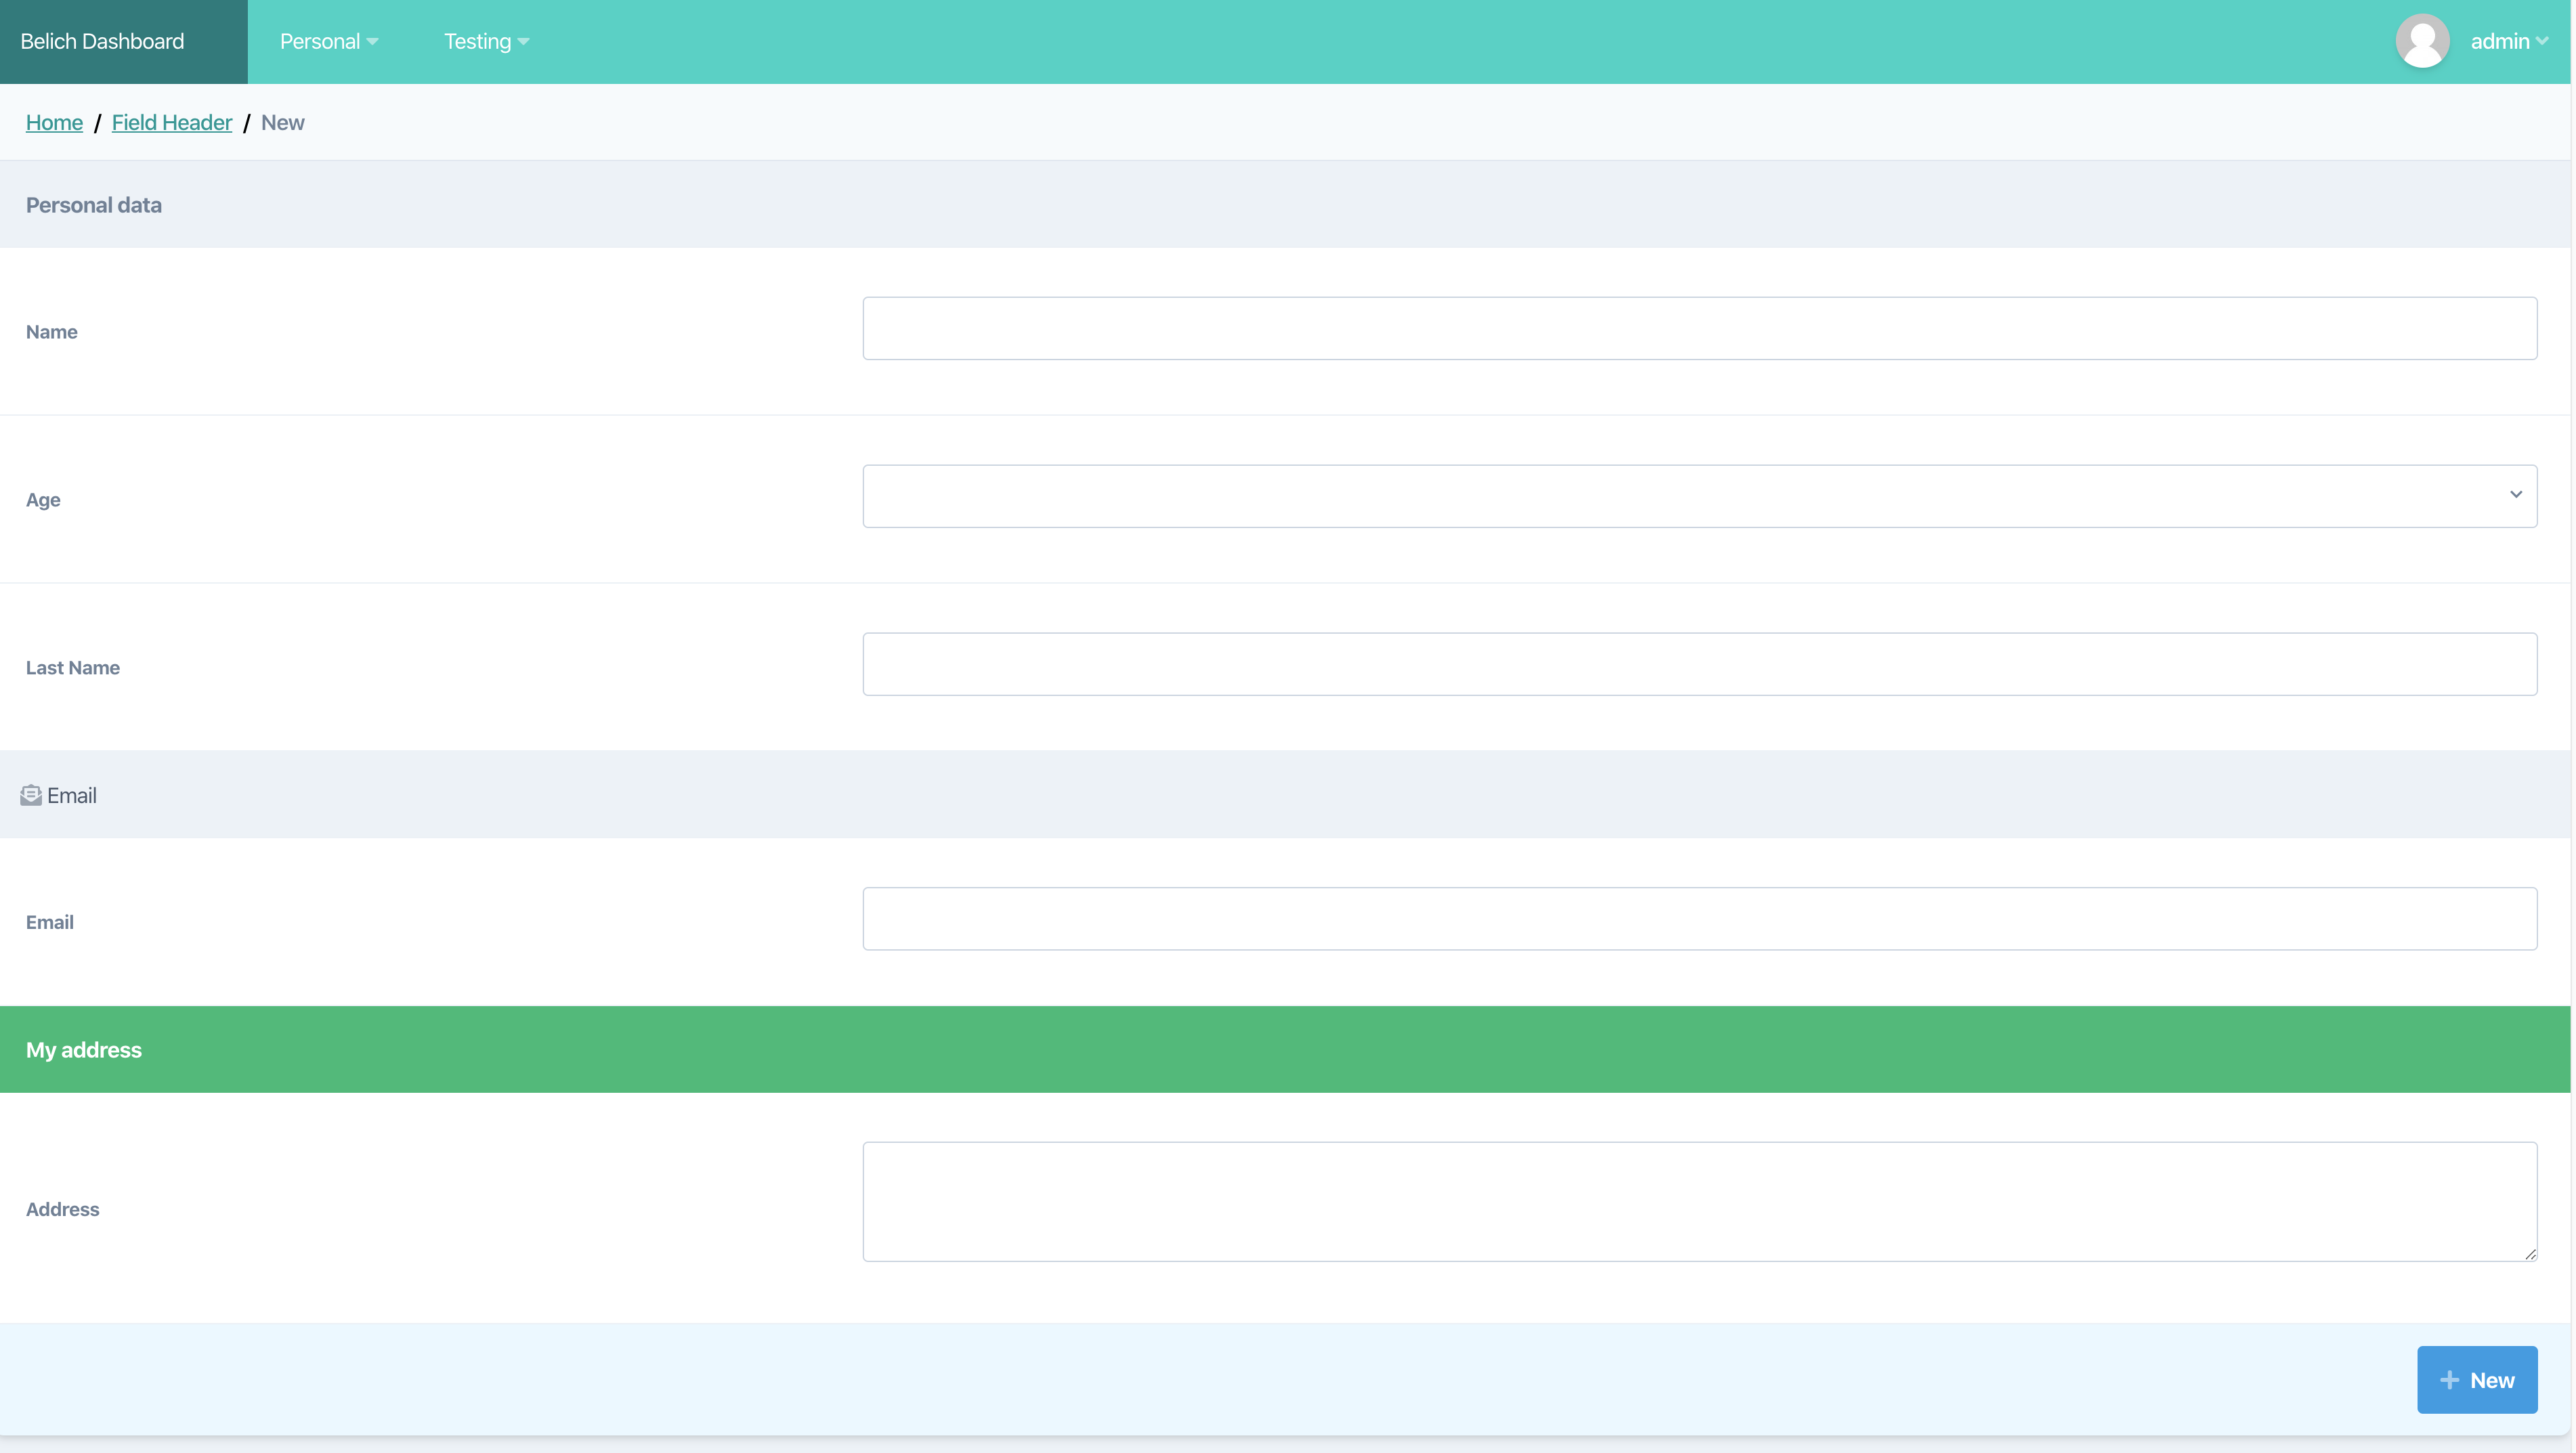 Belich Dashboard Personal Testing admin
Home / Field Header / New
Personal data
Name
Age
Last Name
Email
Email
My address
Address
New